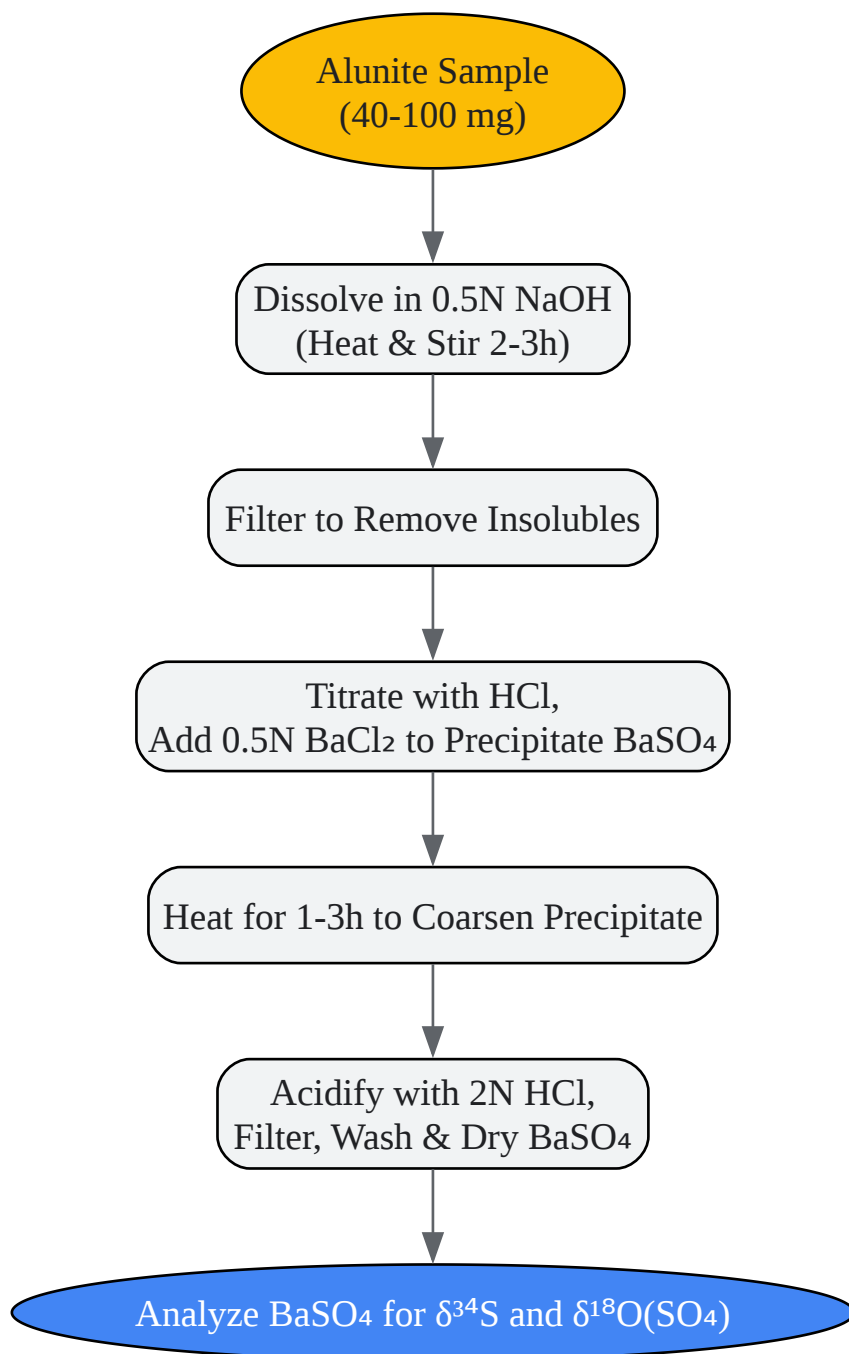 Alunite Sample
(40-100 mg)
Dissolve in 0.5N NaOH
(Heat & Stir 2-3h)
Filter to Remove Insolubles
Titrate with HCl,
Add 0.5N BaCl₂ to Precipitate BaSO₄
Heat for 1-3h to Coarsen Precipitate
Acidify with 2N HCl,
Filter, Wash & Dry BaSO₄
Analyze BaSO₄ for δ³⁴S and δ¹⁸O(SO₄)